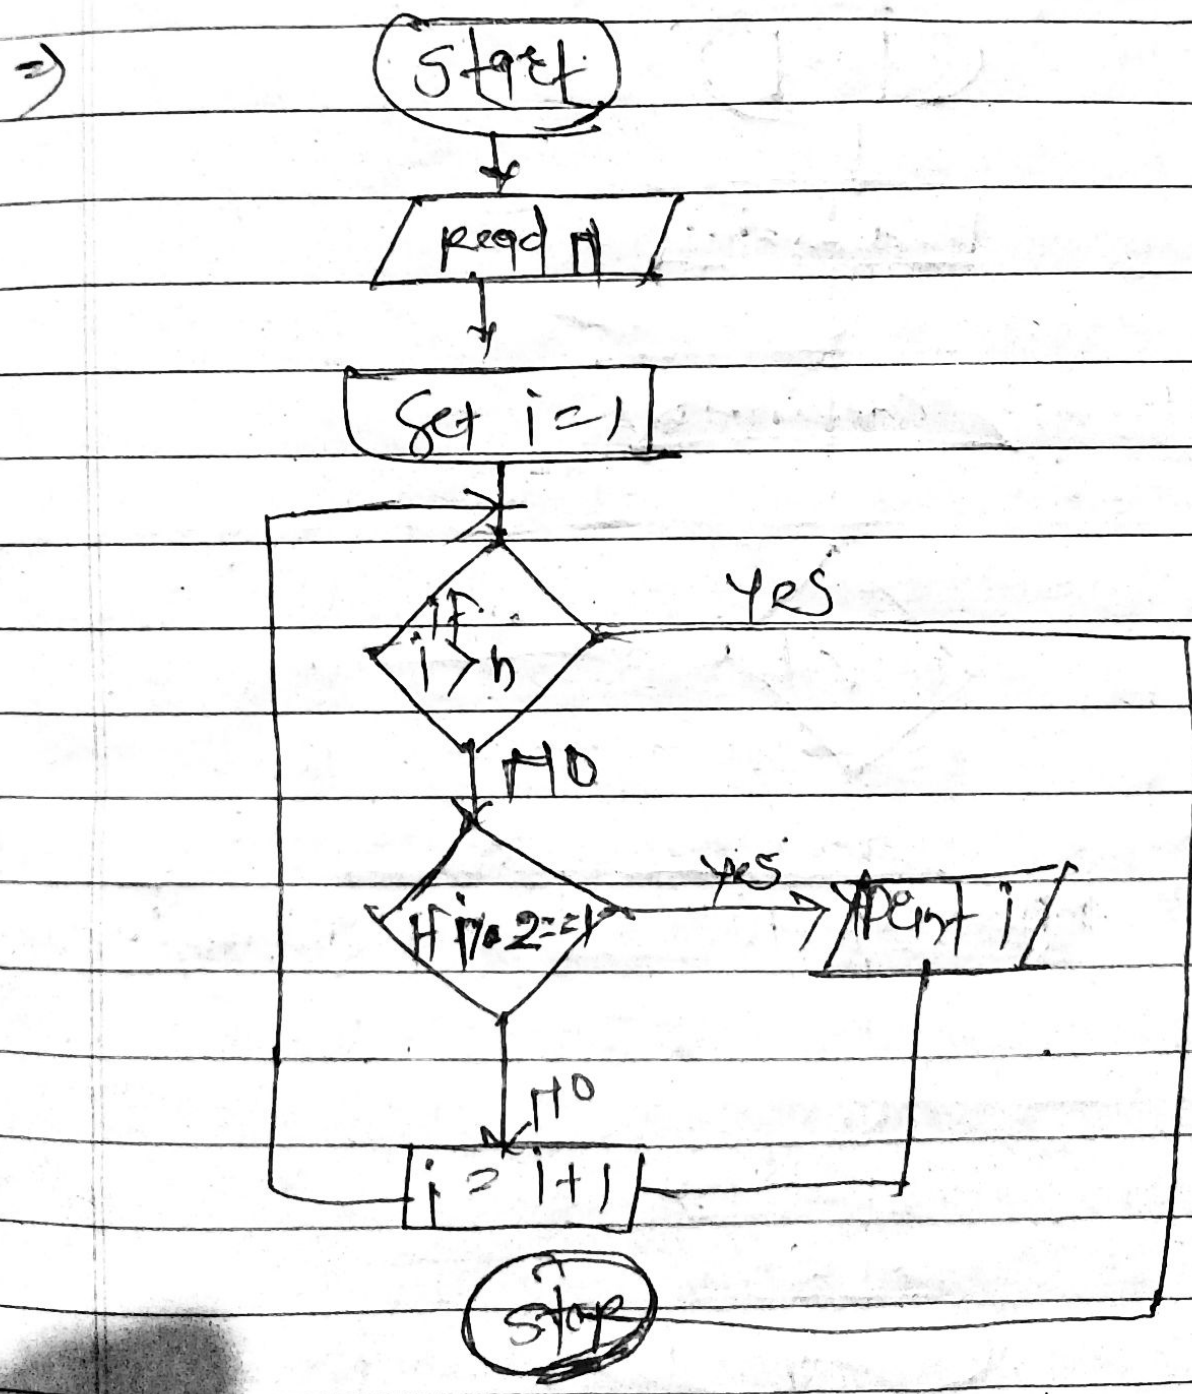 =>
Start
Read n
Set i=1
If
i>n
Yes
NO
If i%2==1
yes
Print i
NO
i = i+1
Stop